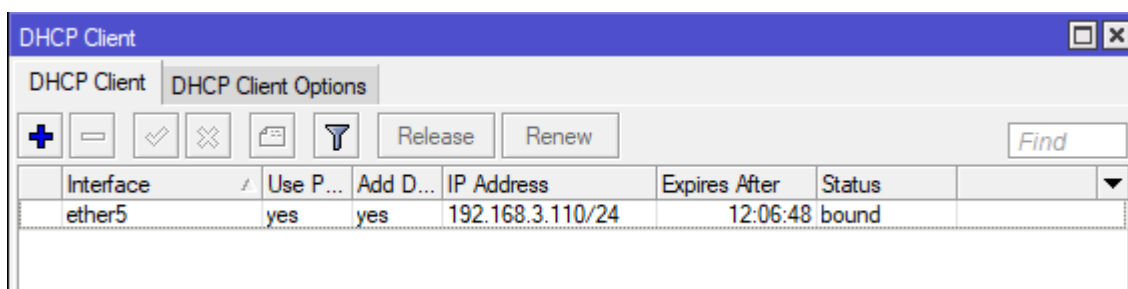 DHCP Client
DHCP Client DHCP Client Options
Release Renew Find
Interface Use P... Add D... IP Address Expires After Status
ether5 yes yes 192.168.3.110/24 12:06:48 bound